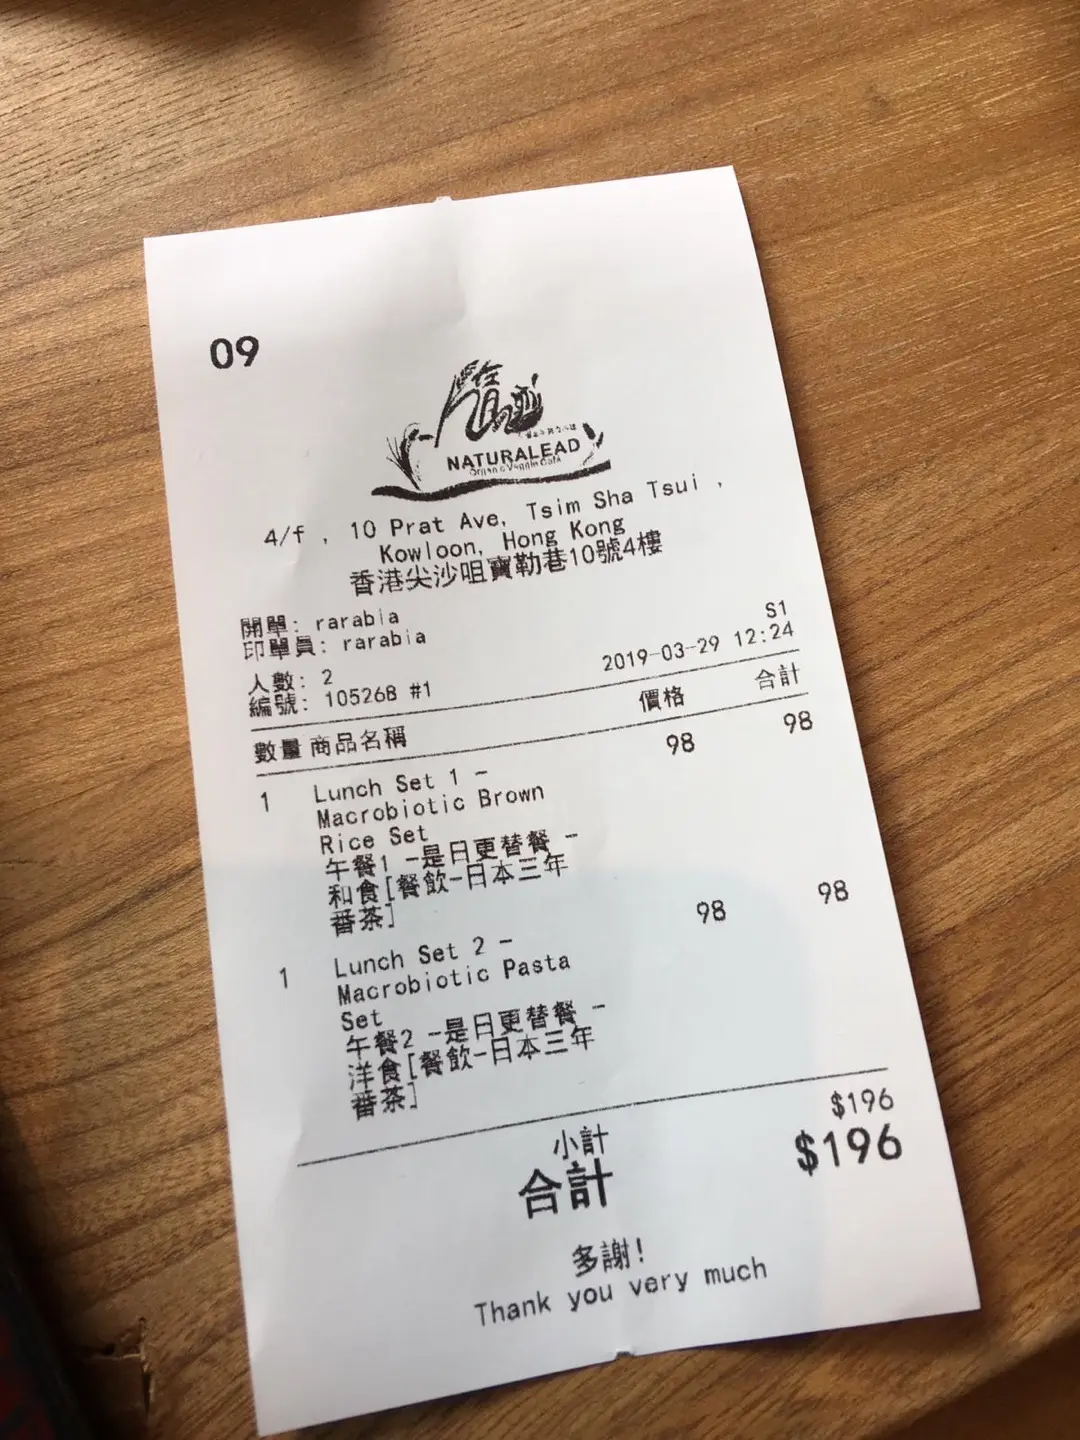 09
NATURALEAD
Organic Veggie Café
4/f , 10 Prat Ave, Tsim Sha Tsui ,
Kowloon, Hong Kong
香港尖沙咀寶勒巷10號4樓
開單: rarabia
印單員: rarabia
S1
人數: 2
2019-03-29 12:24
編號: 105268 #1
數量 商品名稱 價格 合計
1 Lunch Set 1 - 98 98
Macrobiotic Brown
Rice Set
午餐1 -是日更替餐 -
和食[餐飲-日本三年
番茶]
1 Lunch Set 2 - 98 98
Macrobiotic Pasta
Set
午餐2 -是日更替餐 -
洋食[餐飲-日本三年
番茶]
小計 $196
合計 $196
多謝!
Thank you very much